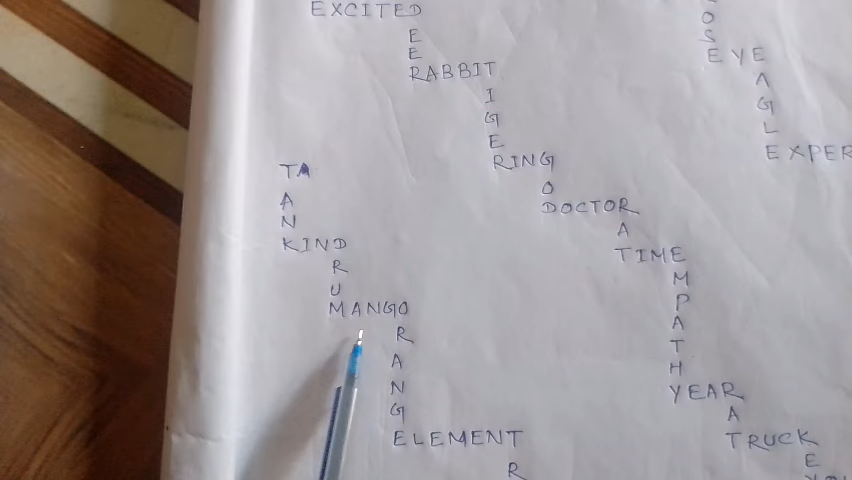 EXCITED
E
E
RABBIT
I
G
E
RING
O
DOCTOR
A
TIME
M
P
A
T
H
YEAR
A
TRUCK
E
TA
A
N
KIND
R
U
MANGO
R
A
N
G
ELEMENT
R
O
S
EYE
A
G
L
EXPER